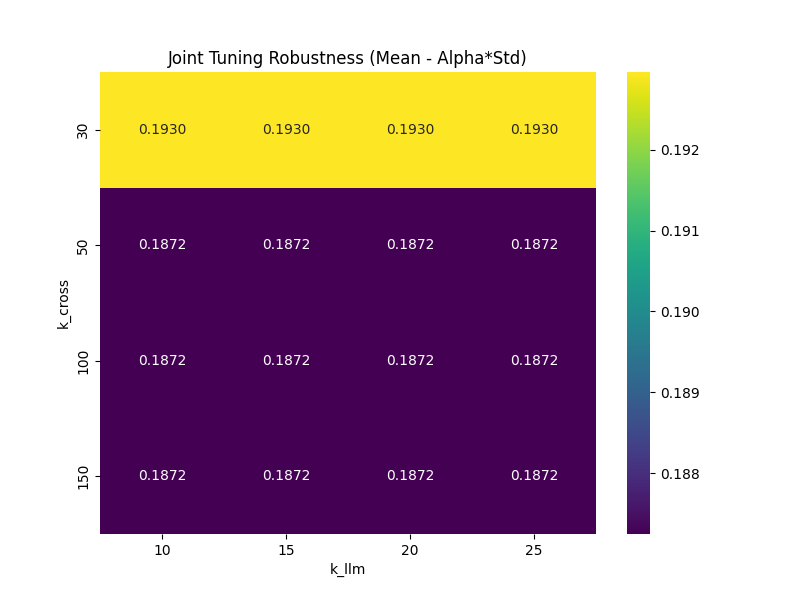 Joint Tuning Robustness (Mean - Alpha*Std)
30
0.1930 0.1930 0.1930 0.1930
50
0.1872 0.1872 0.1872 0.1872
100
0.1872 0.1872 0.1872 0.1872
150
0.1872 0.1872 0.1872 0.1872
k_cross
10 15 20 25
k_llm
0.192
0.191
0.190
0.189
0.188